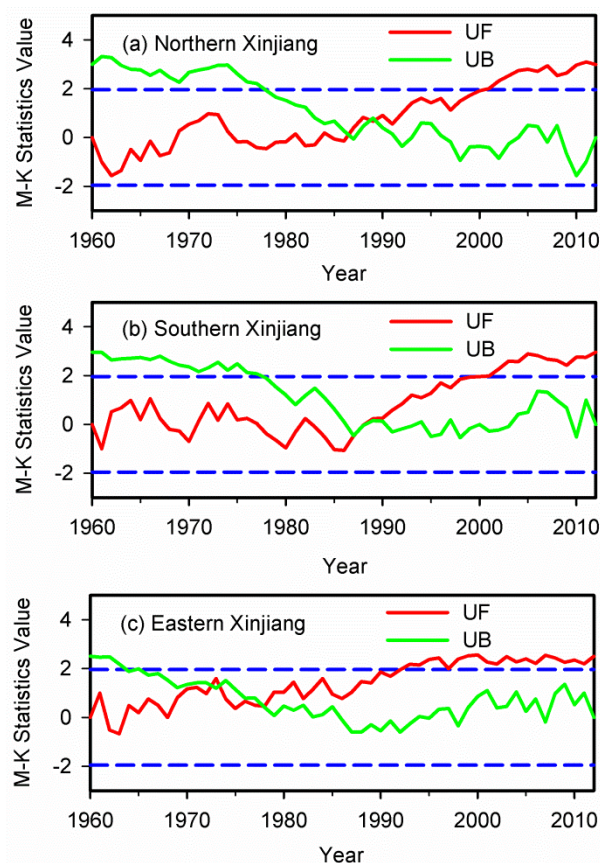 M-K Statistics Value
4
2
0
-2
(a) Northern Xinjiang
UF
UB
1960 1970 1980 1990 2000 2010
Year
M-K Statistics Value
4
2
0
-2
(b) Southern Xinjiang
UF
UB
1960 1970 1980 1990 2000 2010
Year
M-K Statistics Value
4
2
0
-2
(c) Eastern Xinjiang
UF
UB
1960 1970 1980 1990 2000 2010
Year